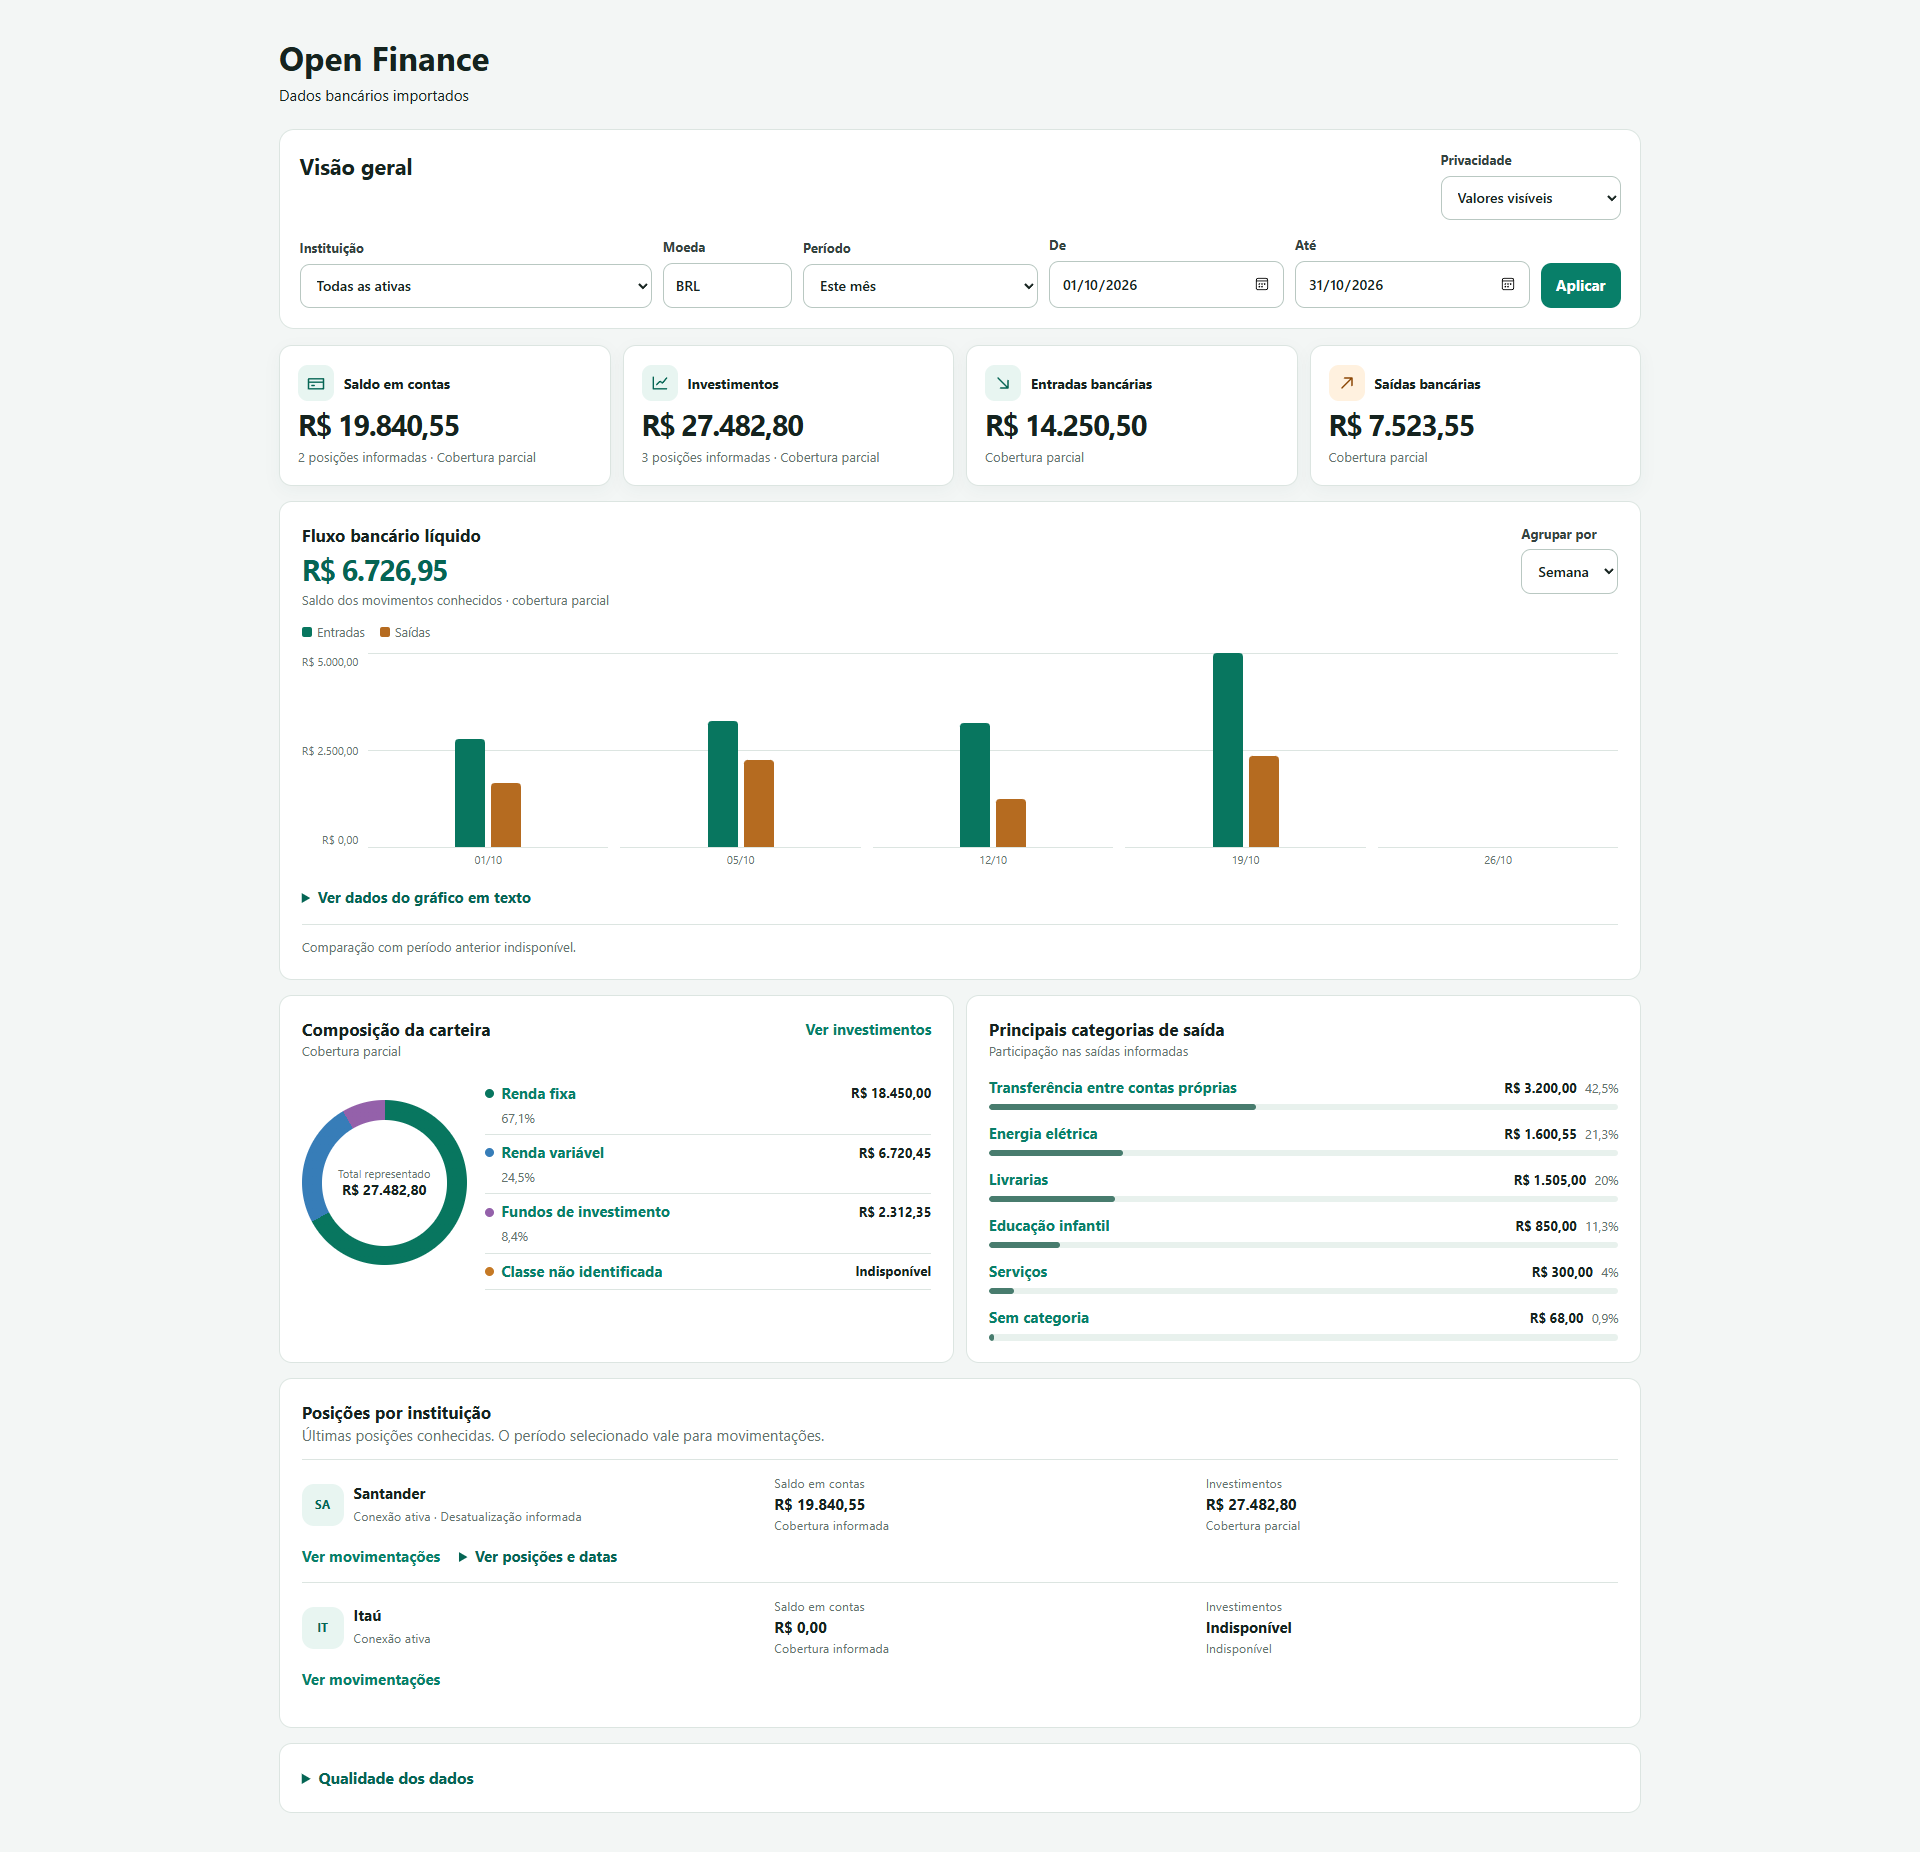 Open Finance
Dados bancários importados
Visão geral
Privacidade
Valores visíveis
Instituição
Moeda
Período
De
Até
Todas as ativas
BRL
Este mês
01/10/2026
31/10/2026
Aplicar
Saldo em contas
R$ 19.840,55
2 posições informadas · Cobertura parcial
Investimentos
R$ 27.482,80
3 posições informadas · Cobertura parcial
Entradas bancárias
R$ 14.250,50
Cobertura parcial
Saídas bancárias
R$ 7.523,55
Cobertura parcial
Fluxo bancário líquido
R$ 6.726,95
Saldo dos movimentos conhecidos · cobertura parcial
Agrupar por
Semana
Entradas
Saídas
R$ 5.000,00
R$ 2.500,00
R$ 0,00
01/10
05/10
12/10
19/10
26/10
Ver dados do gráfico em texto
Comparação com período anterior indisponível.
Composição da carteira
Ver investimentos
Cobertura parcial
Total representado
R$ 27.482,80
Renda fixa R$ 18.450,00
67,1%
Renda variável R$ 6.720,45
24,5%
Fundos de investimento R$ 2.312,35
8,4%
Classe não identificada Indisponível
Principais categorias de saída
Participação nas saídas informadas
Transferência entre contas próprias R$ 3.200,00 42,5%
Energia elétrica R$ 1.600,55 21,3%
Livrarias R$ 1.505,00 20%
Educação infantil R$ 850,00 11,3%
Serviços R$ 300,00 4%
Sem categoria R$ 68,00 0,9%
Posições por instituição
Últimas posições conhecidas. O período selecionado vale para movimentações.
SA
Santander
Conexão ativa · Desatualização informada
Saldo em contas
R$ 19.840,55
Cobertura informada
Investimentos
R$ 27.482,80
Cobertura parcial
Ver movimentações
Ver posições e datas
IT
Itaú
Conexão ativa
Saldo em contas
R$ 0,00
Cobertura informada
Investimentos
Indisponível
Indisponível
Ver movimentações
Qualidade dos dados